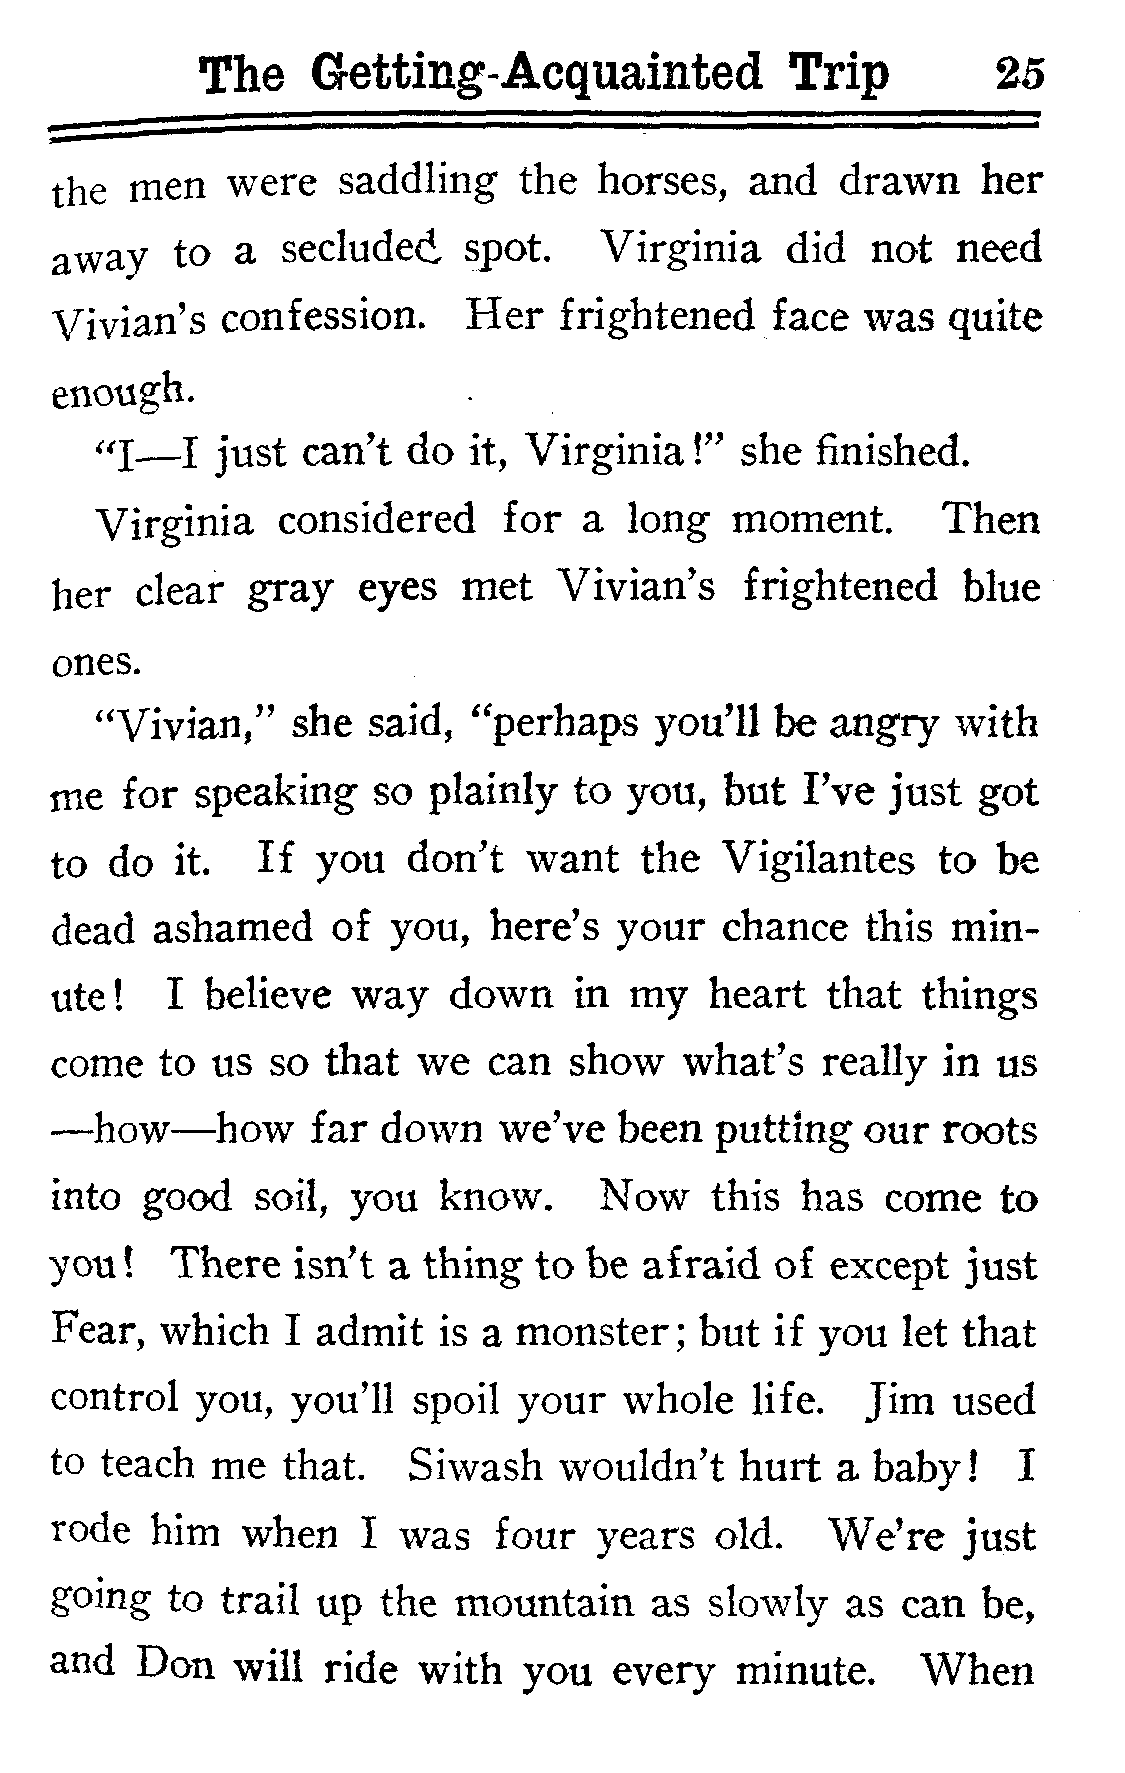 The Getting-Acquainted Trip 25
the men were saddling the horses, and drawn her
away to a secluded spot. Virginia did not need
Vivian's confession. Her frightened face was quite
enough.
"I—I just can't do it, Virginia!" she finished.
Virginia considered for a long moment. Then
her clear gray eyes met Vivian's frightened blue
ones.
"Vivian," she said, "perhaps you'll be angry with
me for speaking so plainly to you, but I've just got
to do it. If you don't want the Vigilantes to be
dead ashamed of you, here's your chance this min-
ute! I believe way down in my heart that things
come to us so that we can show what's really in us
—how—how far down we've been putting our roots
into good soil, you know. Now this has come to
you! There isn't a thing to be afraid of except just
Fear, which I admit is a monster; but if you let that
control you, you'll spoil your whole life. Jim used
to teach me that. Siwash wouldn't hurt a baby! I
rode him when I was four years old. We're just
going to trail up the mountain as slowly as can be,
and Don will ride with you every minute. When